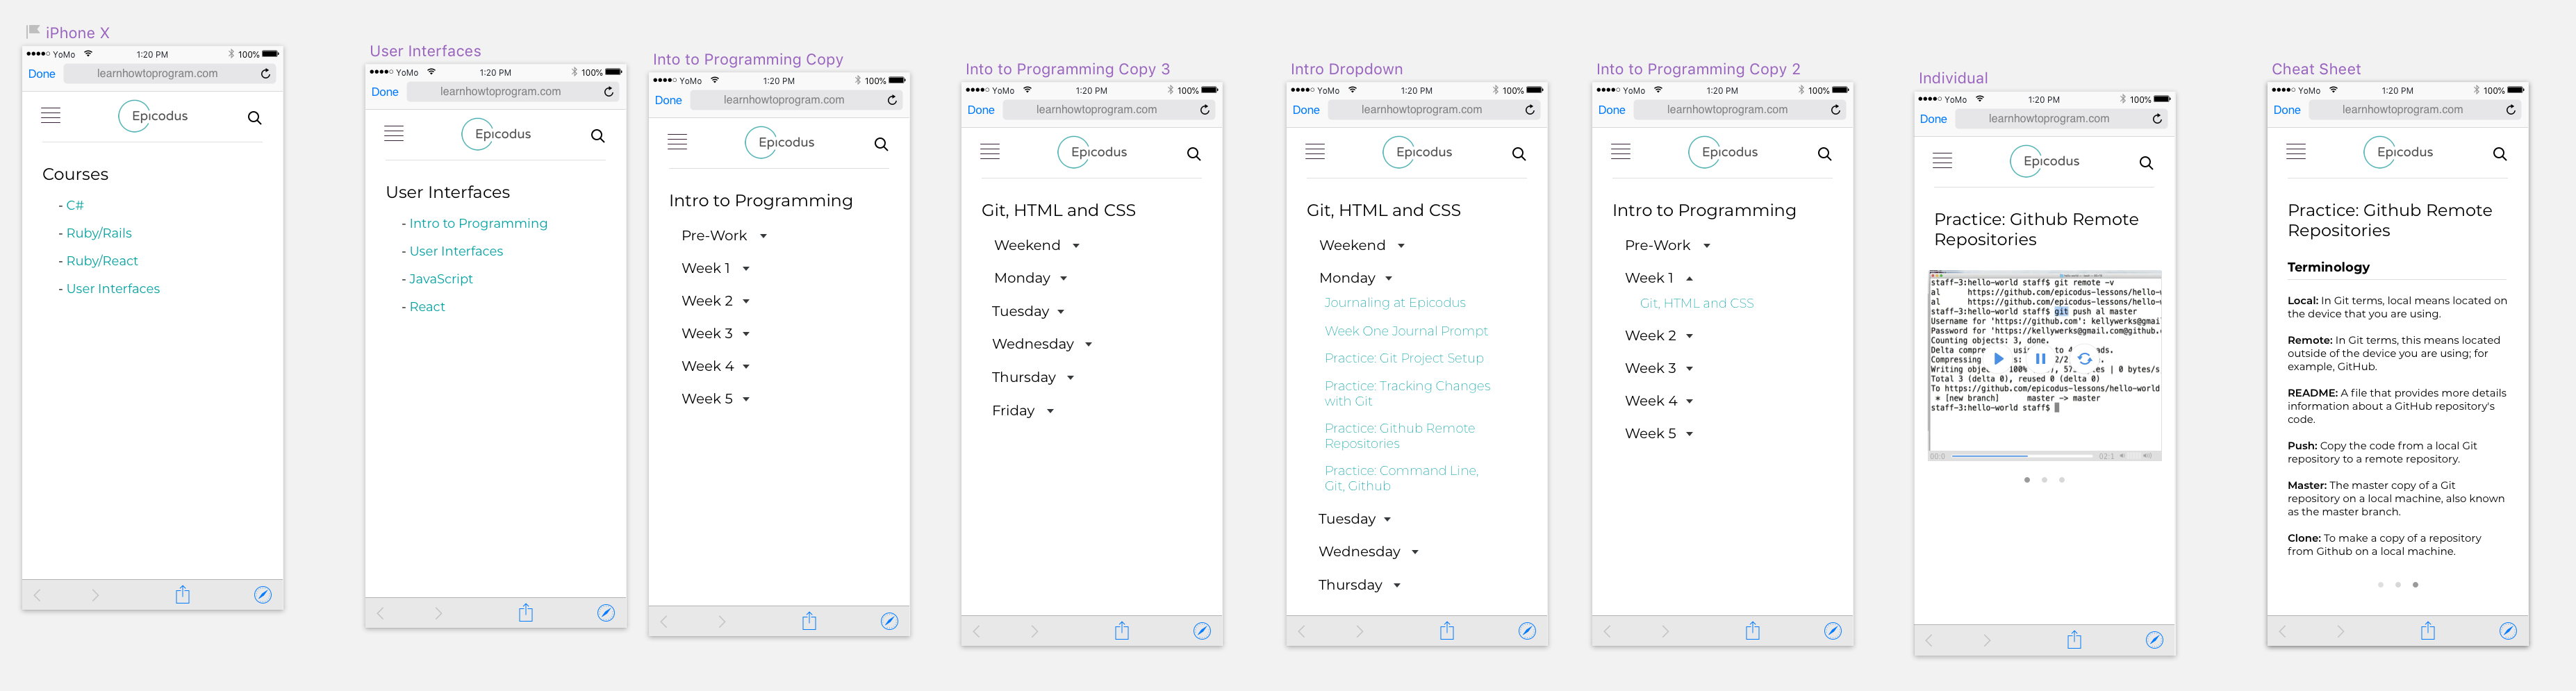 iPhone X
●●●●○ YoMo 1:20 PM 100%
Done learnhowtoprogram.com
Epicodus
Courses
- C#
- Ruby/Rails
- Ruby/React
- User Interfaces
User Interfaces
●●●●○ YoMo 1:20 PM 100%
Done learnhowtoprogram.com
Epicodus
User Interfaces
- Intro to Programming
- User Interfaces
- JavaScript
- React
Into to Programming Copy
●●●●○ YoMo 1:20 PM 100%
Done learnhowtoprogram.com
Epicodus
Intro to Programming
Pre-Work
Week 1
Week 2
Week 3
Week 4
Week 5
Into to Programming Copy 3
●●●●○ YoMo 1:20 PM 100%
Done learnhowtoprogram.com
Epicodus
Git, HTML and CSS
Weekend
Monday
Tuesday
Wednesday
Thursday
Friday
Intro Dropdown
●●●●○ YoMo 1:20 PM 100%
Done learnhowtoprogram.com
Epicodus
Git, HTML and CSS
Weekend
Monday
Journaling at Epicodus
Week One Journal Prompt
Practice: Git Project Setup
Practice: Tracking Changes
with Git
Practice: Github Remote
Repositories
Practice: Command Line,
Git, Github
Tuesday
Wednesday
Thursday
Into to Programming Copy 2
●●●●○ YoMo 1:20 PM 100%
Done learnhowtoprogram.com
Epicodus
Intro to Programming
Pre-Work
Week 1
Git, HTML and CSS
Week 2
Week 3
Week 4
Week 5
Individual
●●●●○ YoMo 1:20 PM 100%
Done learnhowtoprogram.com
Epicodus
Practice: Github Remote
Repositories
staff-3:hello-world staff$ git remote -v
al https://github.com/epicodus-lessons/hello-w
al https://github.com/epicodus-lessons/hello-w
staff-3:hello-world staff$ git push al master
Username for 'https://github.com': kellywerks@gmai
Password for 'https://kellywerks@gmail.com@github.
Counting objects: 3, done.
Delta compre usin to 4 ads.
Compressing s: 2/2
Writing objec 100% , 57 es | 0 bytes/s
Total 3 (delta 0), reused 0 (delta 0)
To https://github.com/epicodus-lessons/hello-world
* [new branch] master -> master
staff-3:hello-world staff$
00:0 02:1
Cheat Sheet
●●●●○ YoMo 1:20 PM 100%
Done learnhowtoprogram.com
Epicodus
Practice: Github Remote
Repositories
Terminology
Local: In Git terms, local means located on
the device that you are using.
Remote: In Git terms, this means located
outside of the device you are using; for
example, GitHub.
README: A file that provides more details
information about a GitHub repository's
code.
Push: Copy the code from a local Git
repository to a remote repository.
Master: The master copy of a Git
repository on a local machine, also known
as the master branch.
Clone: To make a copy of a repository
from Github on a local machine.